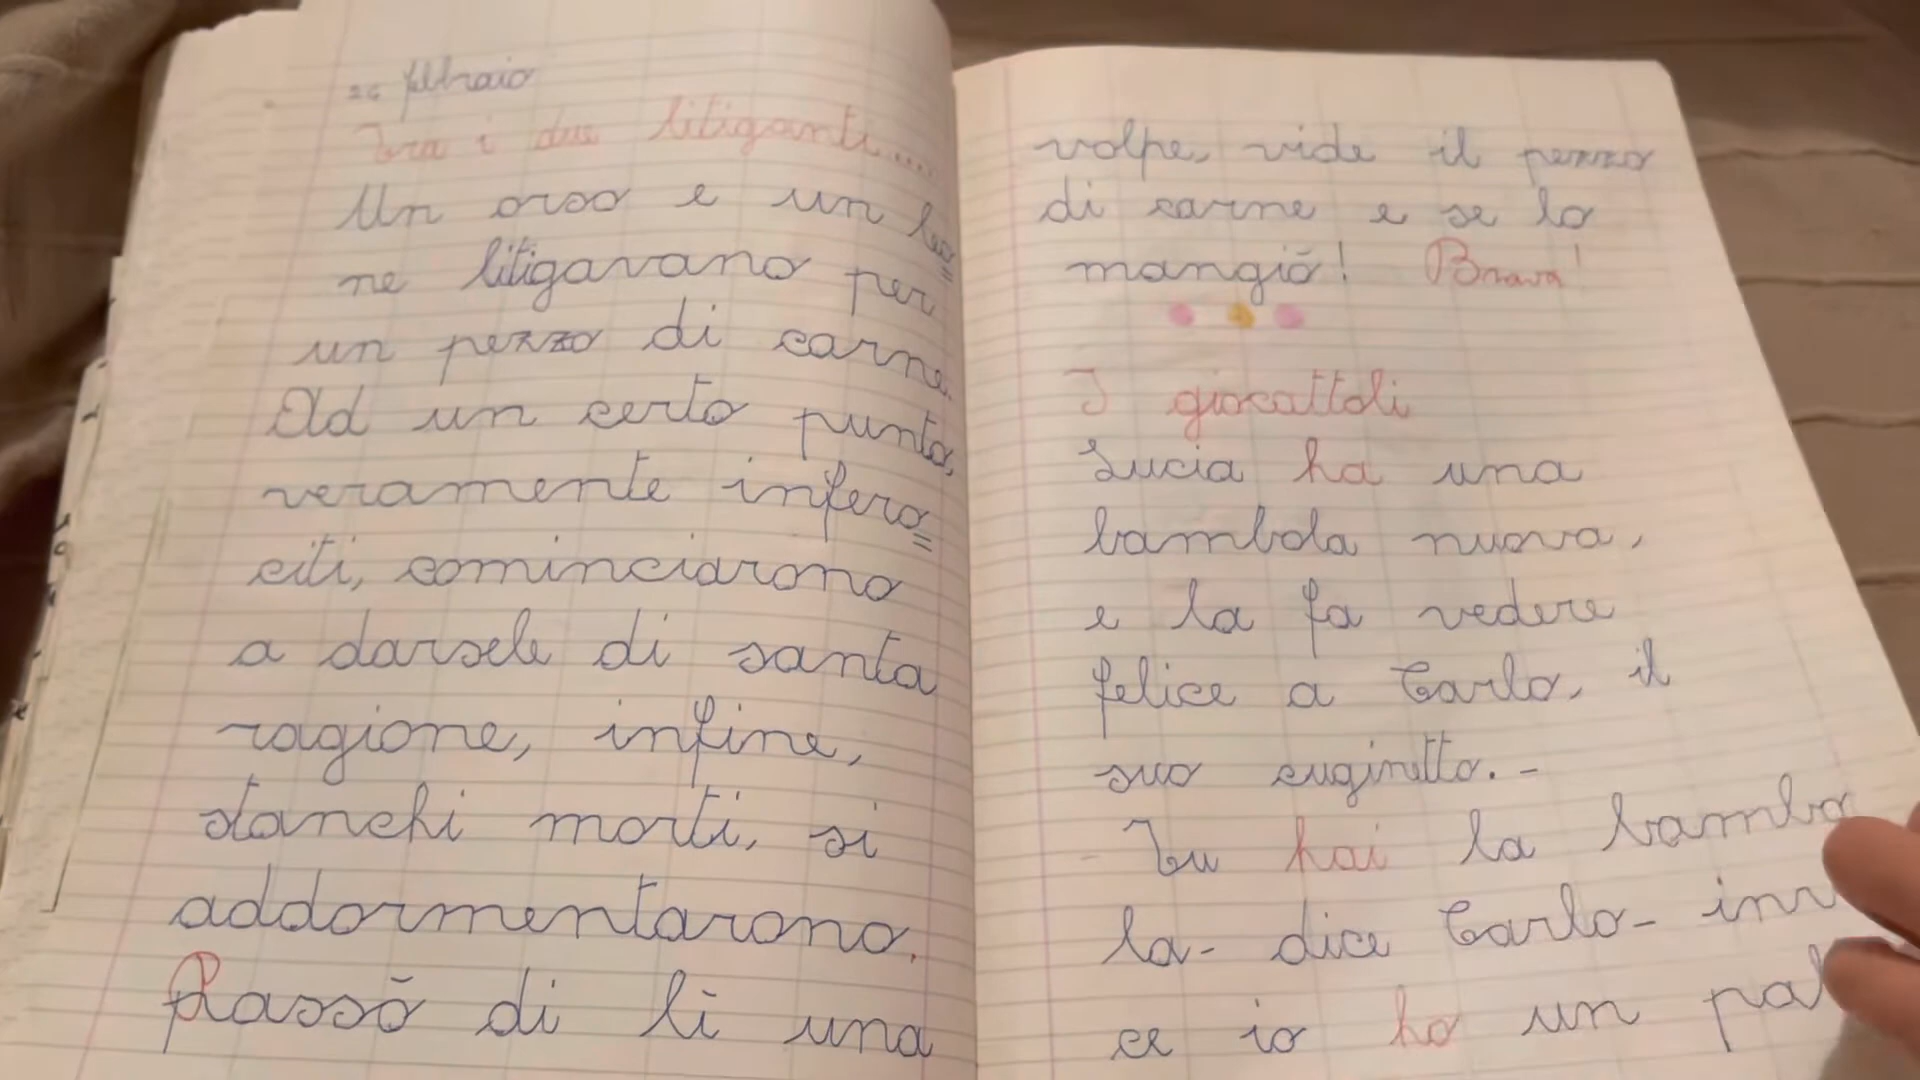 26 febbraio
Tra i due litiganti...
Un orso e un leo=
ne litigavano per
un pezzo di carne.
Ad un certo punto,
veramente infero=
citi, cominciarono
a darsele di santa
ragione, infine,
stanchi morti, si
addormentarono.
Passò di lì una
volpe, vide il pezzo
di carne e se lo
mangiò! Brava!
I giocattoli
Lucia ha una
bambola nuova,
e la fa vedere
felice a Carlo, il
suo cuginetto. -
- Tu hai la bambo
la - dice Carlo - inv
ce io ho un pal